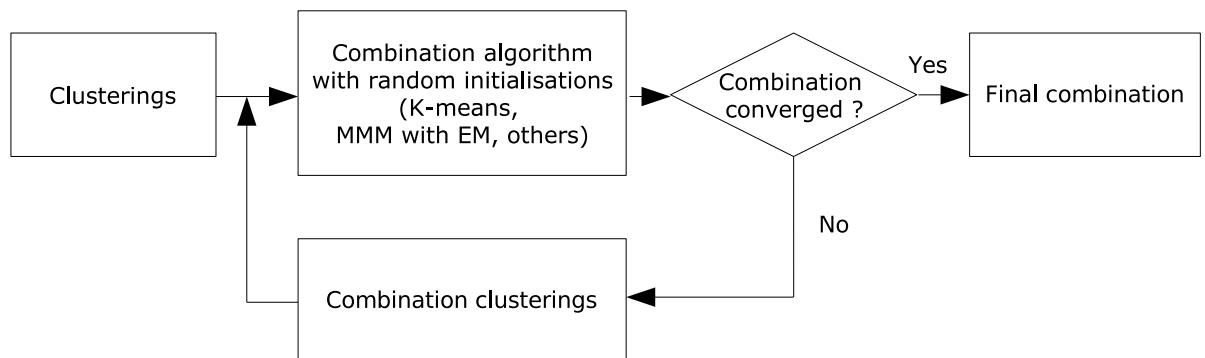 Clusterings
Combination algorithm
with random initialisations
(K-means,
MMM with EM, others)
Combination
converged ?
Yes
Final combination
No
Combination clusterings